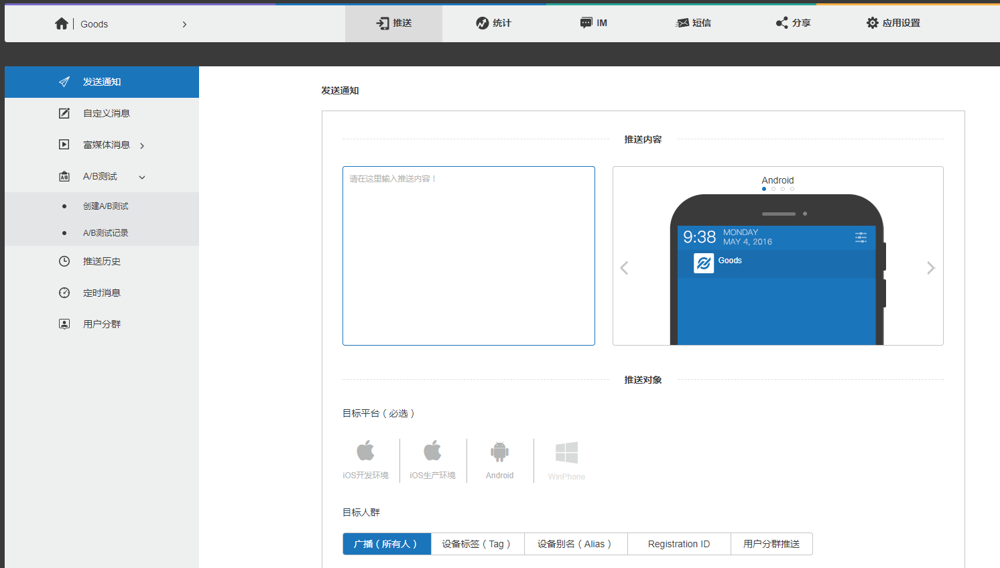 Goods
推送
统计
IM
短信
分享
应用设置
发送通知
自定义消息
富媒体消息
A/B测试
创建A/B测试
A/B测试记录
推送历史
定时消息
用户分群
发送通知
推送内容
请在这里输入推送内容！
Android
9:38
MONDAY
MAY 4, 2016
Goods
推送对象
目标平台（必选）
iOS开发环境
iOS生产环境
Android
WinPhone
目标人群
广播（所有人）
设备标签（Tag）
设备别名（Alias）
Registration ID
用户分群推送